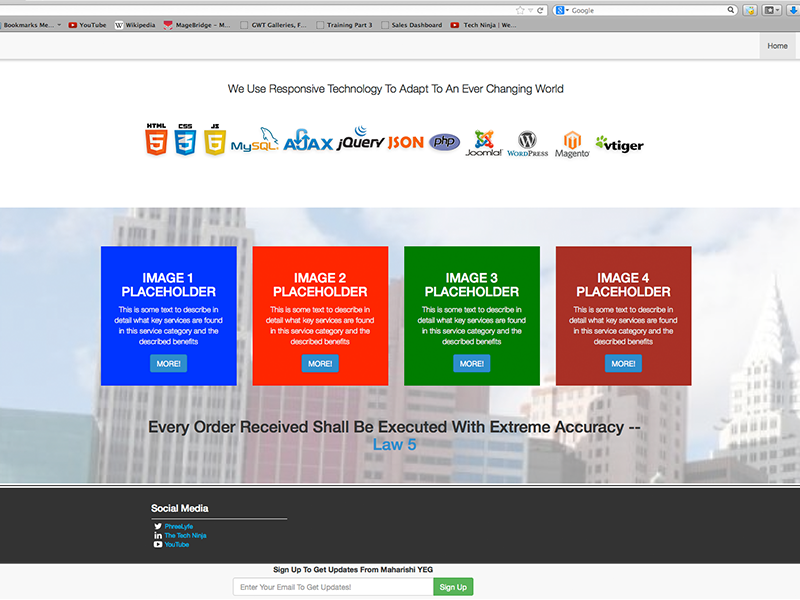 Google
Bookmarks Me...
YouTube
Wikipedia
MageBridge - M...
GWT Galleries, F...
Training Part 3
Sales Dashboard
Tech Ninja | We...
Home
We Use Responsive Technology To Adapt To An Ever Changing World
HTML 5 CSS 3 JS 6 MySQL AJAX jQuery JSON php Joomla! WORDPRESS Magento vtiger
IMAGE 1
PLACEHOLDER
This is some text to describe in
detail what key services are found
in this service category and the
described benefits
MORE!
IMAGE 2
PLACEHOLDER
This is some text to describe in
detail what key services are found
in this service category and the
described benefits
MORE!
IMAGE 3
PLACEHOLDER
This is some text to describe in
detail what key services are found
in this service category and the
described benefits
MORE!
IMAGE 4
PLACEHOLDER
This is some text to describe in
detail what key services are found
in this service category and the
described benefits
MORE!
Every Order Received Shall Be Executed With Extreme Accuracy --
Law 5
Social Media
PhreeLyfe
The Tech Ninja
YouTube
Sign Up To Get Updates From Maharishi YEG
Enter Your Email To Get Updates!
Sign Up